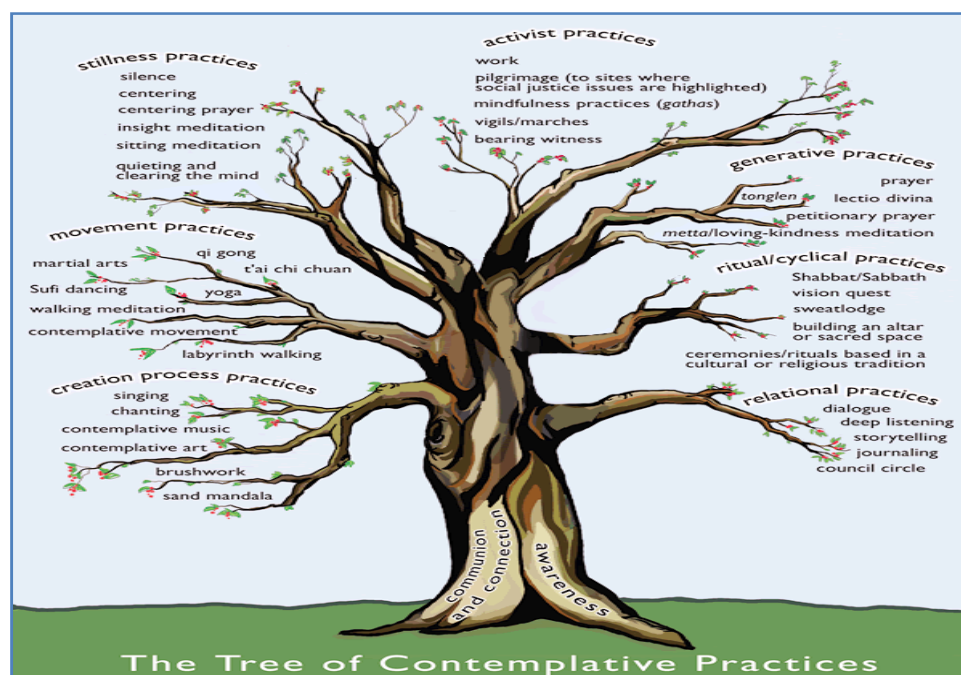 stillness practices
silence
centering
centering prayer
insight meditation
sitting meditation
quieting and
clearing the mind
activist practices
work
pilgrimage (to sites where
social justice issues are highlighted)
mindfulness practices (gathas)
vigils/marches
bearing witness
generative practices
prayer
tonglen
lectio divina
petitionary prayer
metta/loving-kindness meditation
movement practices
qi gong
martial arts
t'ai chi chuan
Sufi dancing
yoga
walking meditation
contemplative movement
labyrinth walking
ritual/cyclical practices
Shabbat/Sabbath
vision quest
sweatlodge
building an altar
or sacred space
ceremonies/rituals based in a
cultural or religious tradition
creation process practices
singing
chanting
contemplative music
contemplative art
brushwork
sand mandala
relational practices
dialogue
deep listening
storytelling
journaling
council circle
communion
and connection
awareness
The Tree of Contemplative Practices